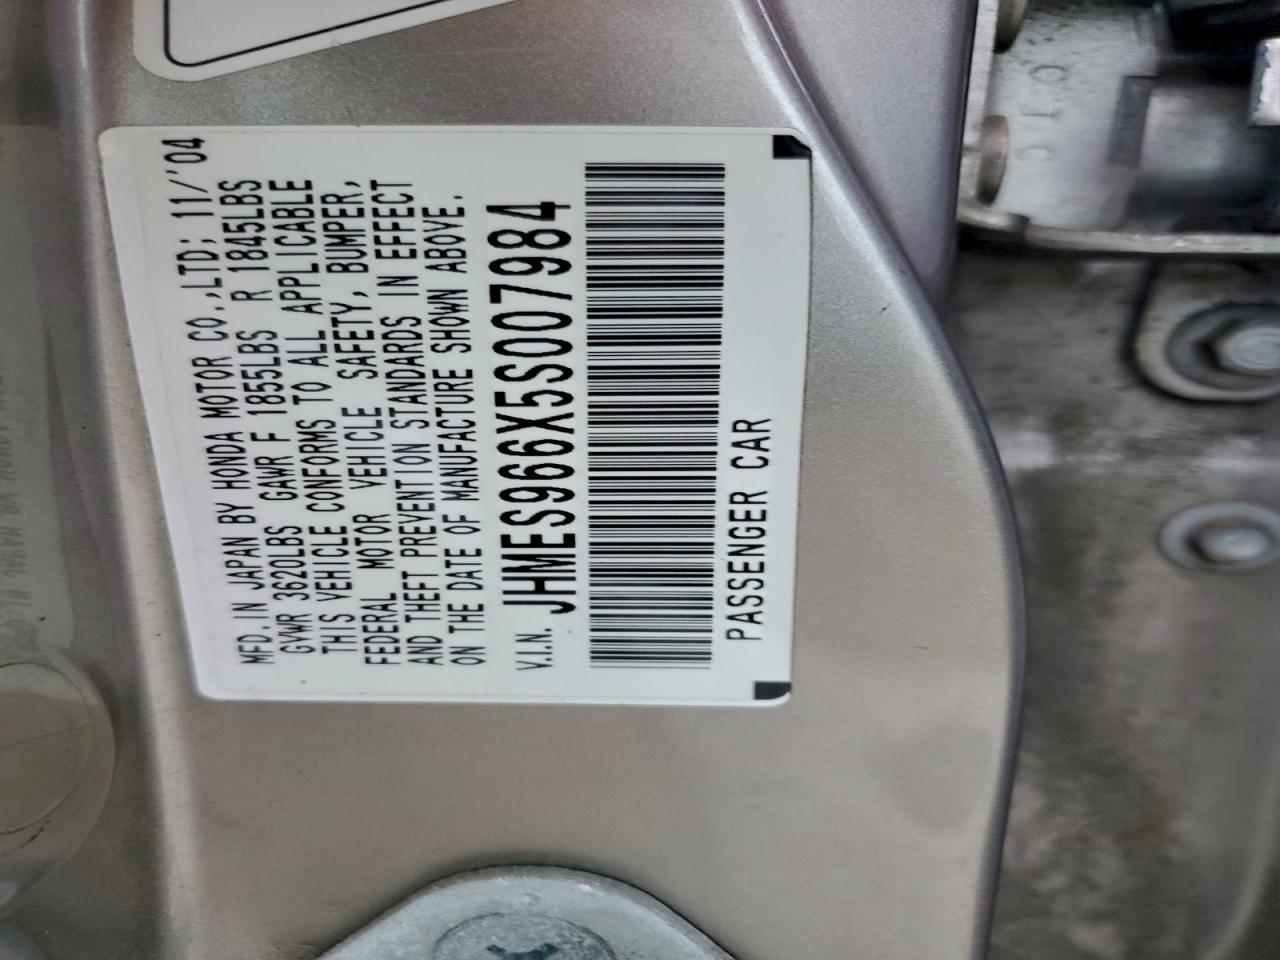 MFD. IN JAPAN BY HONDA MOTOR CO.,LTD; 11/'04
GVWR 3620LBS GAWR F 1855LBS R 1845LBS
THIS VEHICLE CONFORMS TO ALL APPLICABLE
FEDERAL MOTOR VEHICLE SAFETY, BUMPER,
AND THEFT PREVENTION STANDARDS IN EFFECT
ON THE DATE OF MANUFACTURE SHOWN ABOVE.
V.I.N. JHMES966X5S007984
PASSENGER CAR